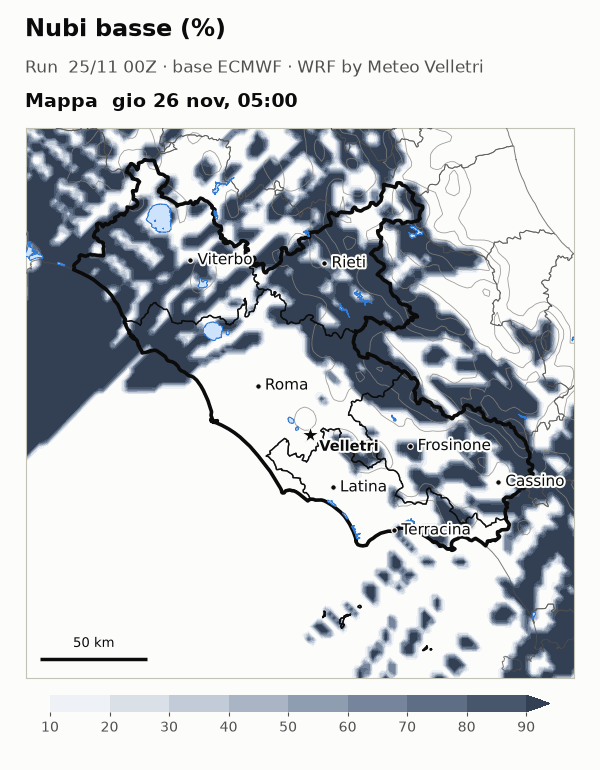 Nubi basse (%)
Run 25/11 00Z · base ECMWF · WRF by Meteo Velletri
Mappa gio 26 nov, 05:00
Viterbo
Rieti
Roma
Velletri
Frosinone
Cassino
Latina
Terracina
50 km
10 20 30 40 50 60 70 80 90